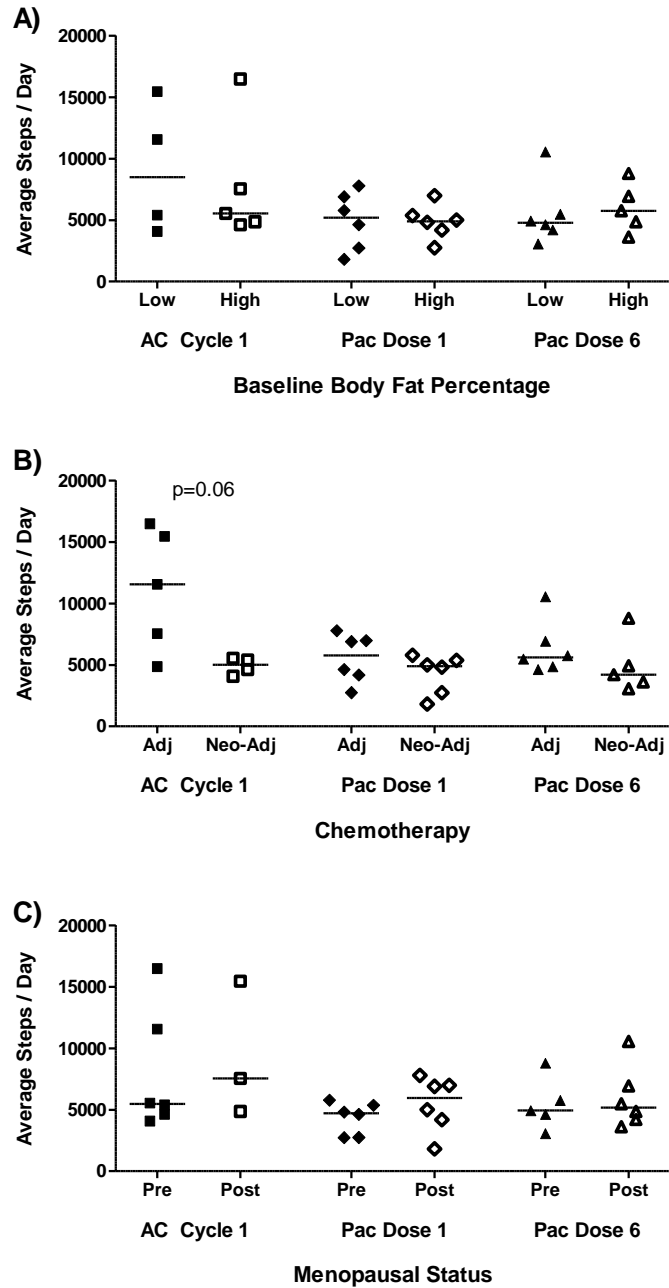 A)
20000
15000
10000
5000
0
Average Steps / Day
Low High Low High Low High
AC Cycle 1 Pac Dose 1 Pac Dose 6
Baseline Body Fat Percentage
B)
p=0.06
20000
15000
10000
5000
0
Average Steps / Day
Adj Neo-Adj Adj Neo-Adj Adj Neo-Adj
AC Cycle 1 Pac Dose 1 Pac Dose 6
Chemotherapy
C)
20000
15000
10000
5000
0
Average Steps / Day
Pre Post Pre Post Pre Post
AC Cycle 1 Pac Dose 1 Pac Dose 6
Menopausal Status